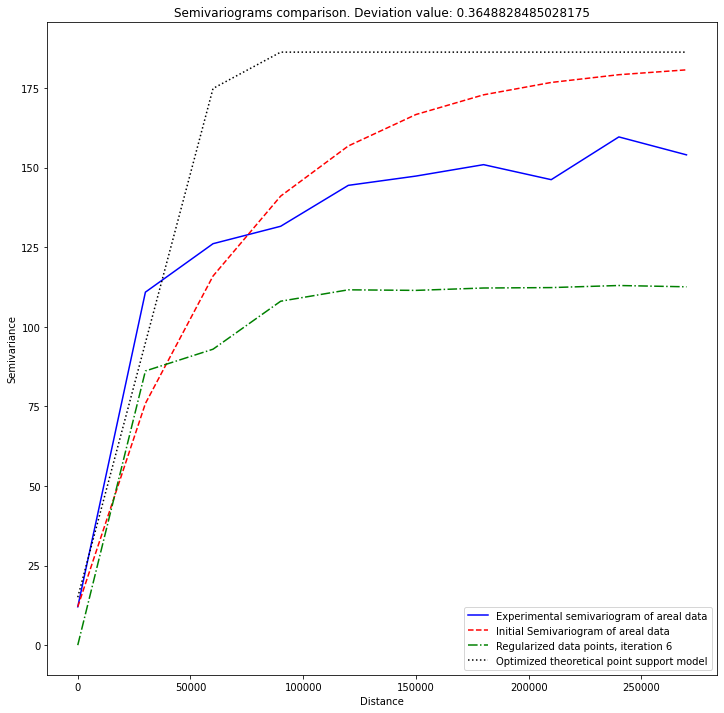 Semivariograms comparison. Deviation value: 0.3648828485028175
175
150
125
100
75
50
25
0
Semivariance
0
50000
100000
150000
200000
250000
Distance
Experimental semivariogram of areal data
Initial Semivariogram of areal data
Regularized data points, iteration 6
Optimized theoretical point support model